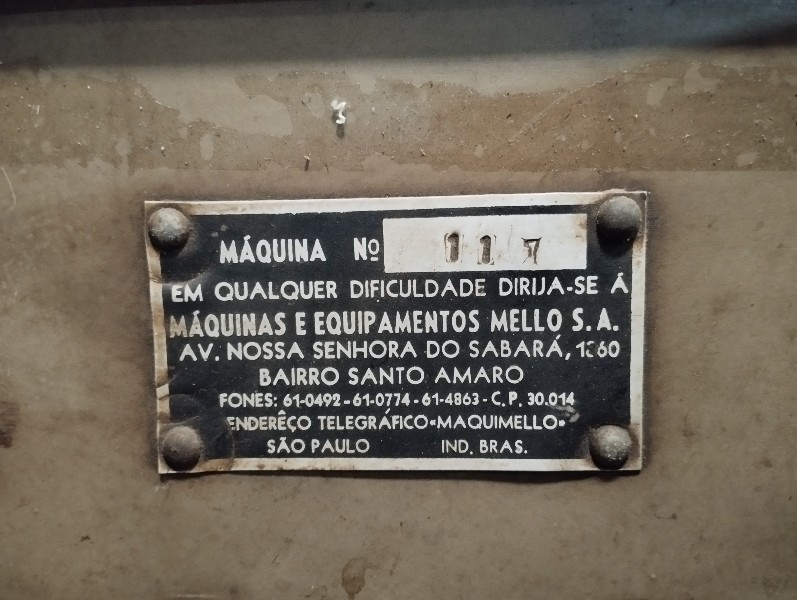 MÁQUINA Nº 117
EM QUALQUER DIFICULDADE DIRIJA-SE Á
MÁQUINAS E EQUIPAMENTOS MELLO S.A.
AV. NOSSA SENHORA DO SABARÁ,
BAIRRO SANTO AMARO
FONES: 61-0492-61-0774-61-4863-C.P. 30.014
ENDERÊÇO TELEGRÁFICO«MAQUIMELLO»
SÃO PAULO IND. BRAS.